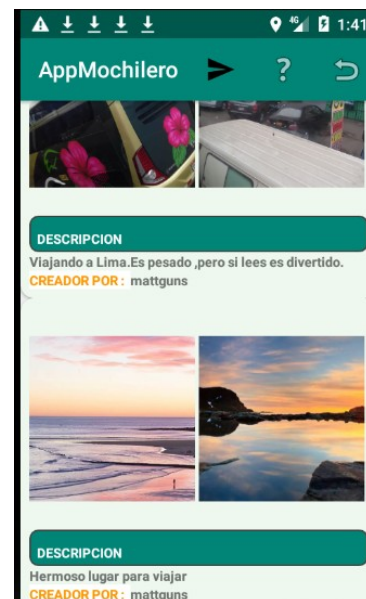 4G 1:41
AppMochilero
DESCRIPCION
Viajando a Lima.Es pesado ,pero si lees es divertido.
CREADOR POR : mattguns
DESCRIPCION
Hermoso lugar para viajar
CREADOR POR : mattguns